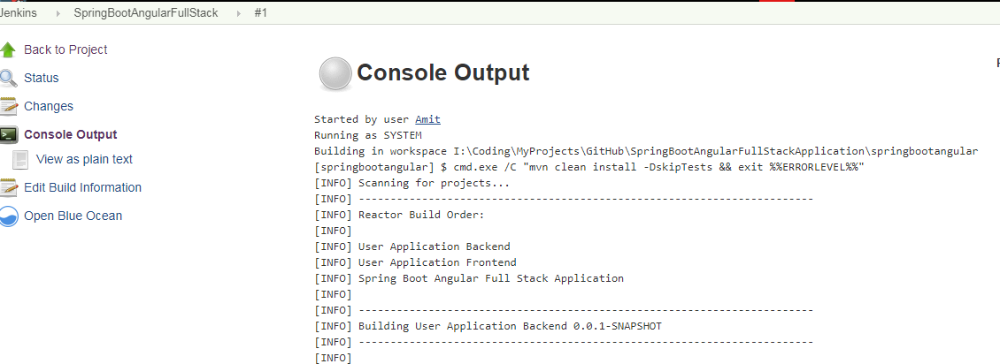 Jenkins SpringBootAngularFullStack #1
Back to Project
Status
Changes
Console Output
View as plain text
Edit Build Information
Open Blue Ocean
Console Output
Started by user Amit
Running as SYSTEM
Building in workspace I:\Coding\MyProjects\GitHub\SpringBootAngularFullStackApplication\springbootangular
[springbootangular] $ cmd.exe /C "mvn clean install -DskipTests && exit %%ERRORLEVEL%%"
[INFO] Scanning for projects...
[INFO] ------------------------------------------------------------------------
[INFO] Reactor Build Order:
[INFO]
[INFO] User Application Backend
[INFO] User Application Frontend
[INFO] Spring Boot Angular Full Stack Application
[INFO]
[INFO] ------------------------------------------------------------------------
[INFO] Building User Application Backend 0.0.1-SNAPSHOT
[INFO] ------------------------------------------------------------------------
[INFO]